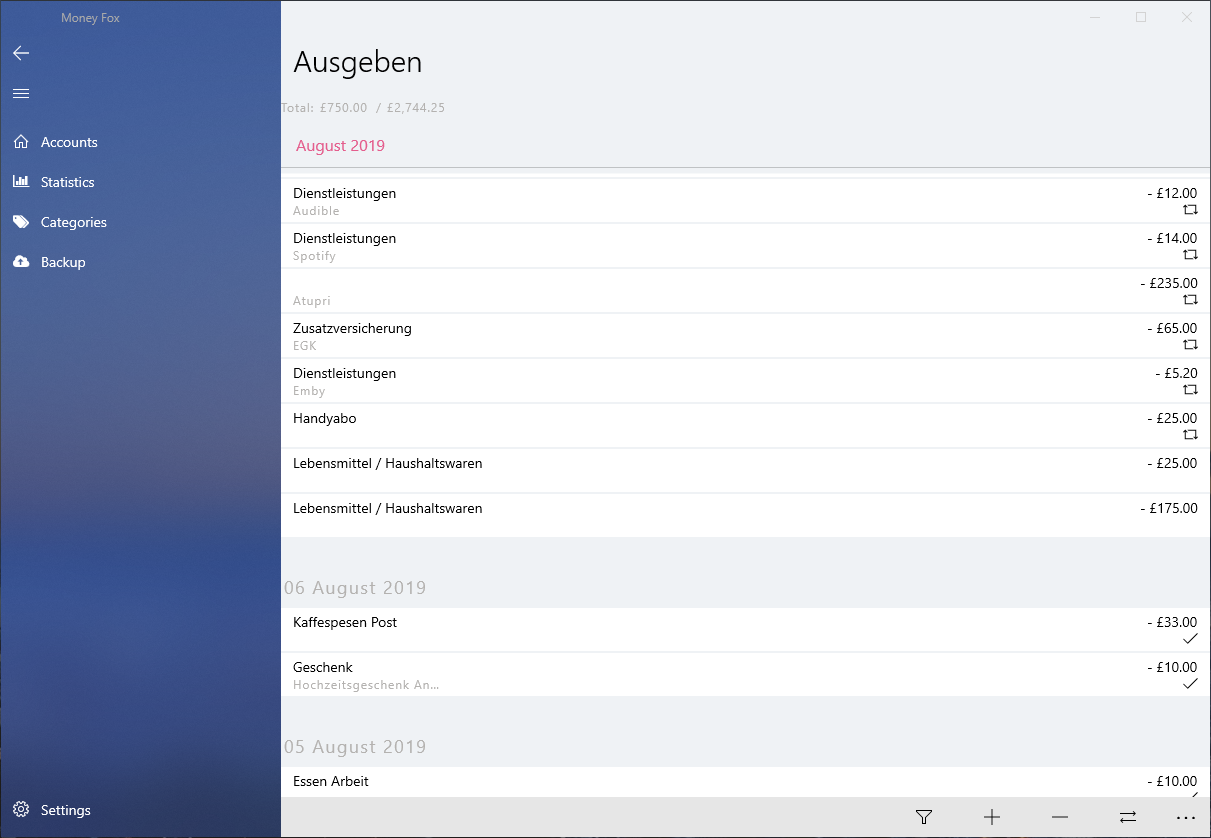 Money Fox
Accounts
Statistics
Categories
Backup
Settings
Ausgeben
Total: £750.00 / £2,744.25
August 2019
Dienstleistungen - £12.00
Audible
Dienstleistungen - £14.00
Spotify
- £235.00
Atupri
Zusatzversicherung - £65.00
EGK
Dienstleistungen - £5.20
Emby
Handyabo - £25.00
Lebensmittel / Haushaltswaren - £25.00
Lebensmittel / Haushaltswaren - £175.00
06 August 2019
Kaffespesen Post - £33.00
Geschenk - £10.00
Hochzeitsgeschenk An...
05 August 2019
Essen Arbeit - £10.00